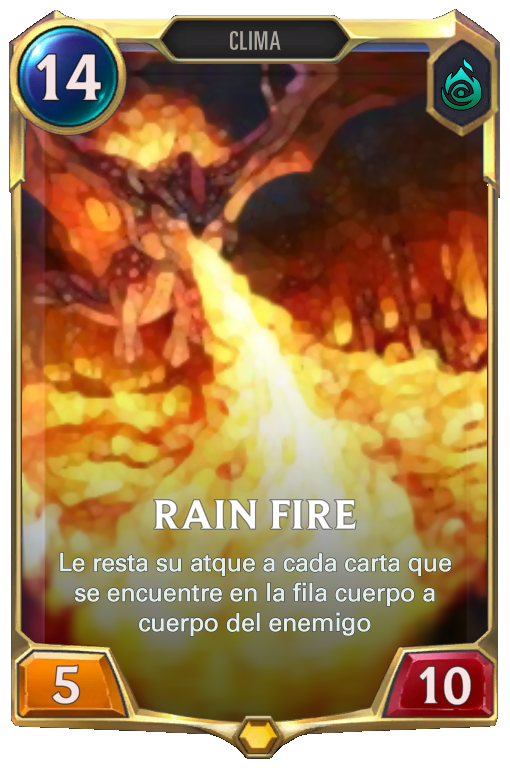 CLIMA
14
RAIN FIRE
Le resta su atque a cada carta que
se encuentre en la fila cuerpo a
cuerpo del enemigo
5
10